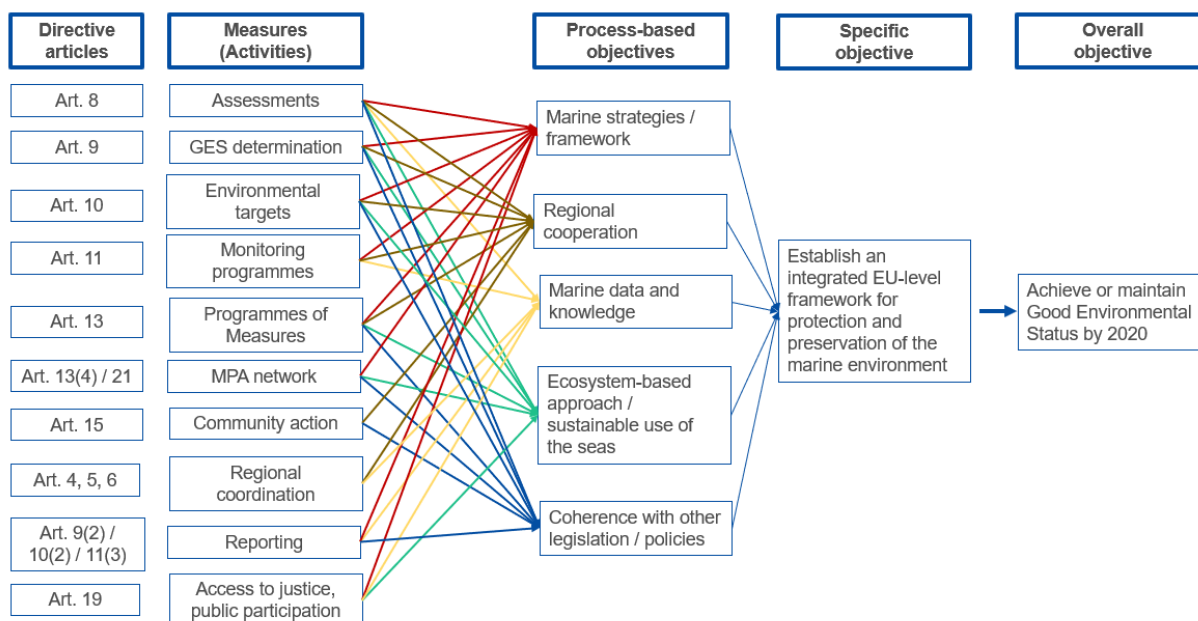 Directive
articles
Measures
(Activities)
Process-based
objectives
Specific
objective
Overall
objective
Art. 8
Art. 9
Art. 10
Art. 11
Art. 13
Art. 13(4) / 21
Art. 15
Art. 4, 5, 6
Art. 9(2) /
10(2) / 11(3)
Art. 19
Assessments
GES determination
Environmental
targets
Monitoring
programmes
Programmes of
Measures
MPA network
Community action
Regional
coordination
Reporting
Access to justice,
public participation
Marine strategies /
framework
Regional
cooperation
Marine data and
knowledge
Ecosystem-based
approach /
sustainable use of
the seas
Coherence with other
legislation / policies
Establish an
integrated EU-level
framework for
protection and
preservation of the
marine environment
Achieve or maintain
Good Environmental
Status by 2020